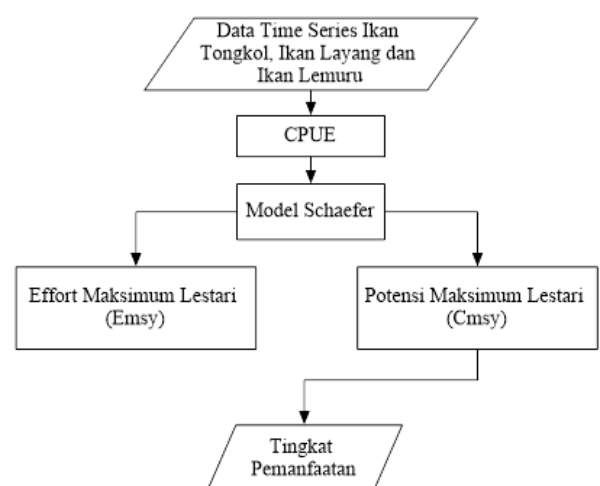 Data Time Series Ikan
Tongkol, Ikan Layang dan
Ikan Lemuru
CPUE
Model Schaefer
Effort Maksimum Lestari
(Emsy)
Potensi Maksimum Lestari
(Cmsy)
Tingkat
Pemanfaatan